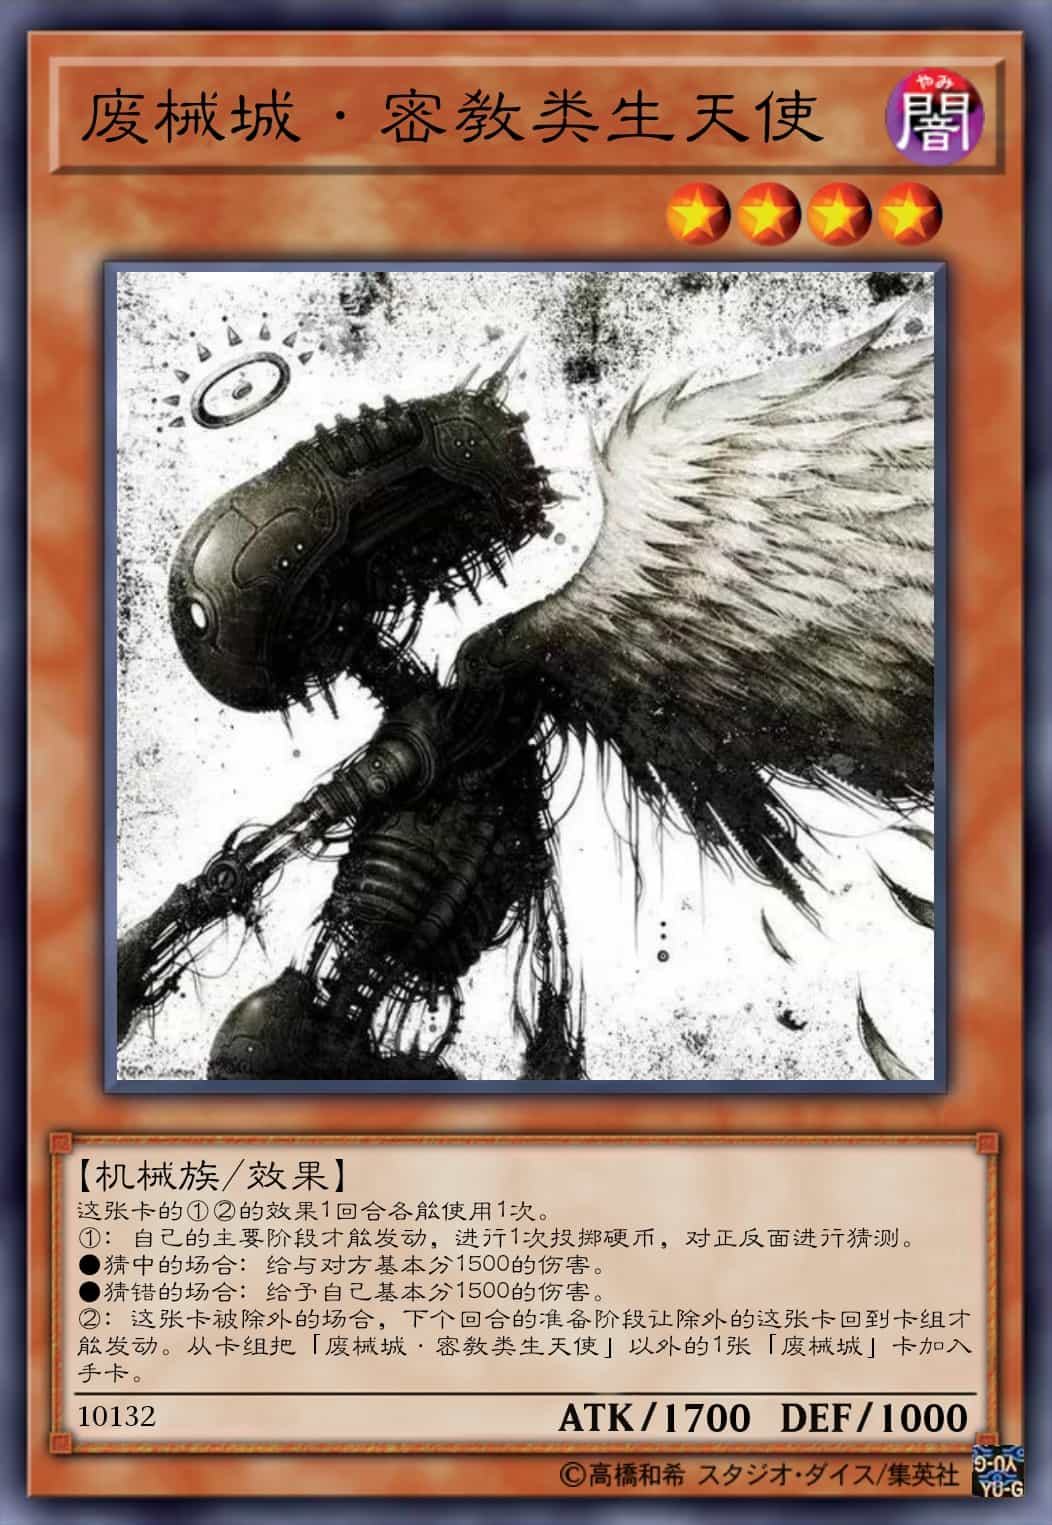 废械城·密教类生天使
やみ
闇
【机械族/效果】
这张卡的①②的效果1回合各能使用1次。
①：自己的主要阶段才能发动，进行1次投掷硬币，对正反面进行猜测。
●猜中的场合：给与对方基本分1500的伤害。
●猜错的场合：给予自己基本分1500的伤害。
②：这张卡被除外的场合，下个回合的准备阶段让除外的这张卡回到卡组才
能发动。从卡组把「废械城·密教类生天使」以外的1张「废械城」卡加入
手卡。
10132
ATK/1700 DEF/1000
©高橋和希 スタジオ・ダイス/集英社
YU-G
YU-G